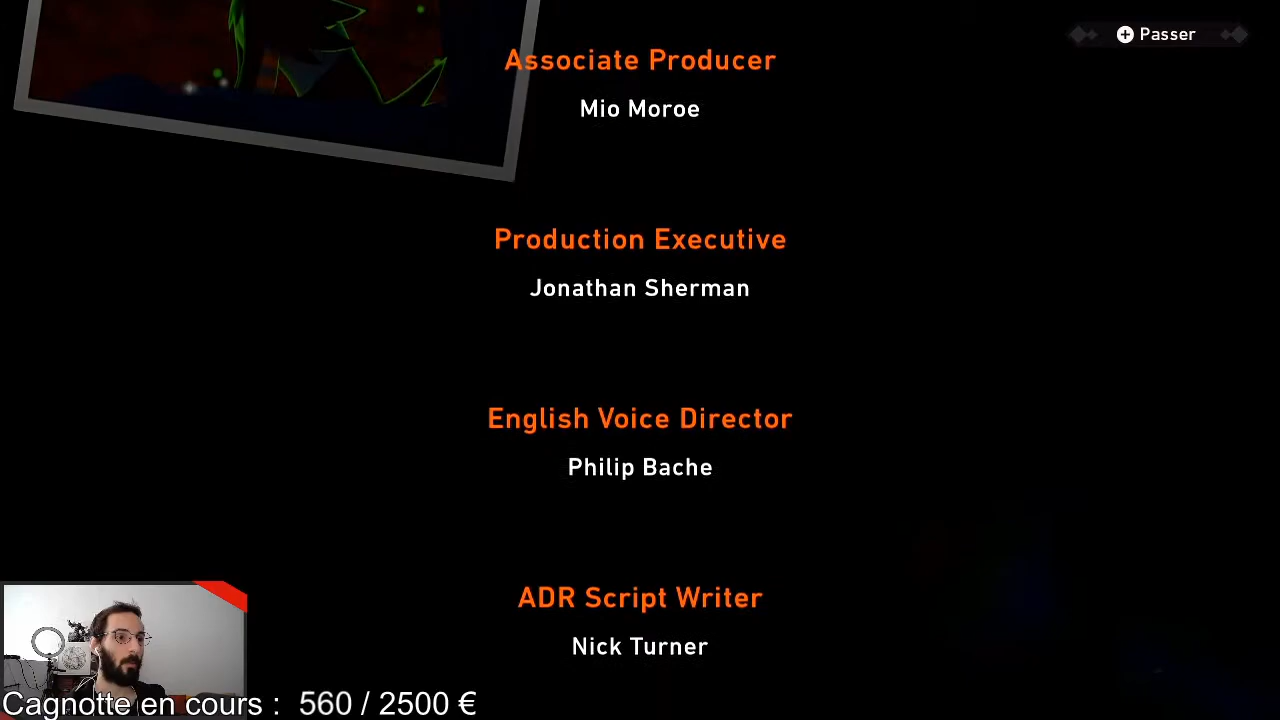 Passer
Associate Producer
Mio Moroe
Production Executive
Jonathan Sherman
English Voice Director
Philip Bache
ADR Script Writer
Nick Turner
Cagnotte en cours : 560 / 2500 €